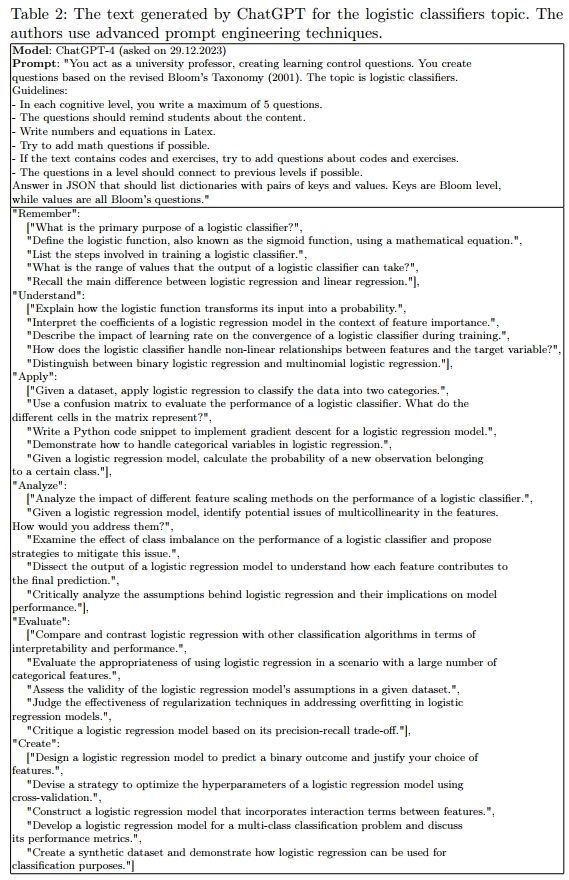 Table 2: The text generated by ChatGPT for the logistic classifiers topic. The
authors use advanced prompt engineering techniques.
Model: ChatGPT-4 (asked on 29.12.2023)
Prompt: "You act as a university professor, creating learning control questions. You create
questions based on the revised Bloom's Taxonomy (2001). The topic is logistic classifiers.
Guidelines:
- In each cognitive level, you write a maximum of 5 questions.
- The questions should remind students about the content.
- Write numbers and equations in Latex.
- Try to add math questions if possible.
- If the text contains codes and exercises, try to add questions about codes and exercises.
- The questions in a level should connect to previous levels if possible.
Answer in JSON that should list dictionaries with pairs of keys and values. Keys are Bloom level,
while values are all Bloom's questions."
"Remember":
["What is the primary purpose of a logistic classifier?",
"Define the logistic function, also known as the sigmoid function, using a mathematical equation.",
"List the steps involved in training a logistic classifier.",
"What is the range of values that the output of a logistic classifier can take?",
"Recall the main difference between logistic regression and linear regression."],
"Understand":
["Explain how the logistic function transforms its input into a probability.",
"Interpret the coefficients of a logistic regression model in the context of feature importance.",
"Describe the impact of learning rate on the convergence of a logistic classifier during training.",
"How does the logistic classifier handle non-linear relationships between features and the target variable?",
"Distinguish between binary logistic regression and multinomial logistic regression."],
"Apply":
["Given a dataset, apply logistic regression to classify the data into two categories.",
"Use a confusion matrix to evaluate the performance of a logistic classifier. What do the
different cells in the matrix represent?",
"Write a Python code snippet to implement gradient descent for a logistic regression model.",
"Demonstrate how to handle categorical variables in logistic regression.",
"Given a logistic regression model, calculate the probability of a new observation belonging
to a certain class."],
"Analyze":
["Analyze the impact of different feature scaling methods on the performance of a logistic classifier.",
"Given a logistic regression model, identify potential issues of multicollinearity in the features.
How would you address them?",
"Examine the effect of class imbalance on the performance of a logistic classifier and propose
strategies to mitigate this issue.",
"Dissect the output of a logistic regression model to understand how each feature contributes to
the final prediction.",
"Critically analyze the assumptions behind logistic regression and their implications on model
performance."],
"Evaluate":
["Compare and contrast logistic regression with other classification algorithms in terms of
interpretability and performance.",
"Evaluate the appropriateness of using logistic regression in a scenario with a large number of
categorical features.",
"Assess the validity of the logistic regression model's assumptions in a given dataset.",
"Judge the effectiveness of regularization techniques in addressing overfitting in logistic
regression models.",
"Critique a logistic regression model based on its precision-recall trade-off."],
"Create":
["Design a logistic regression model to predict a binary outcome and justify your choice of
features.",
"Devise a strategy to optimize the hyperparameters of a logistic regression model using
cross-validation.",
"Construct a logistic regression model that incorporates interaction terms between features.",
"Develop a logistic regression model for a multi-class classification problem and discuss
its performance metrics.",
"Create a synthetic dataset and demonstrate how logistic regression can be used for
classification purposes."]